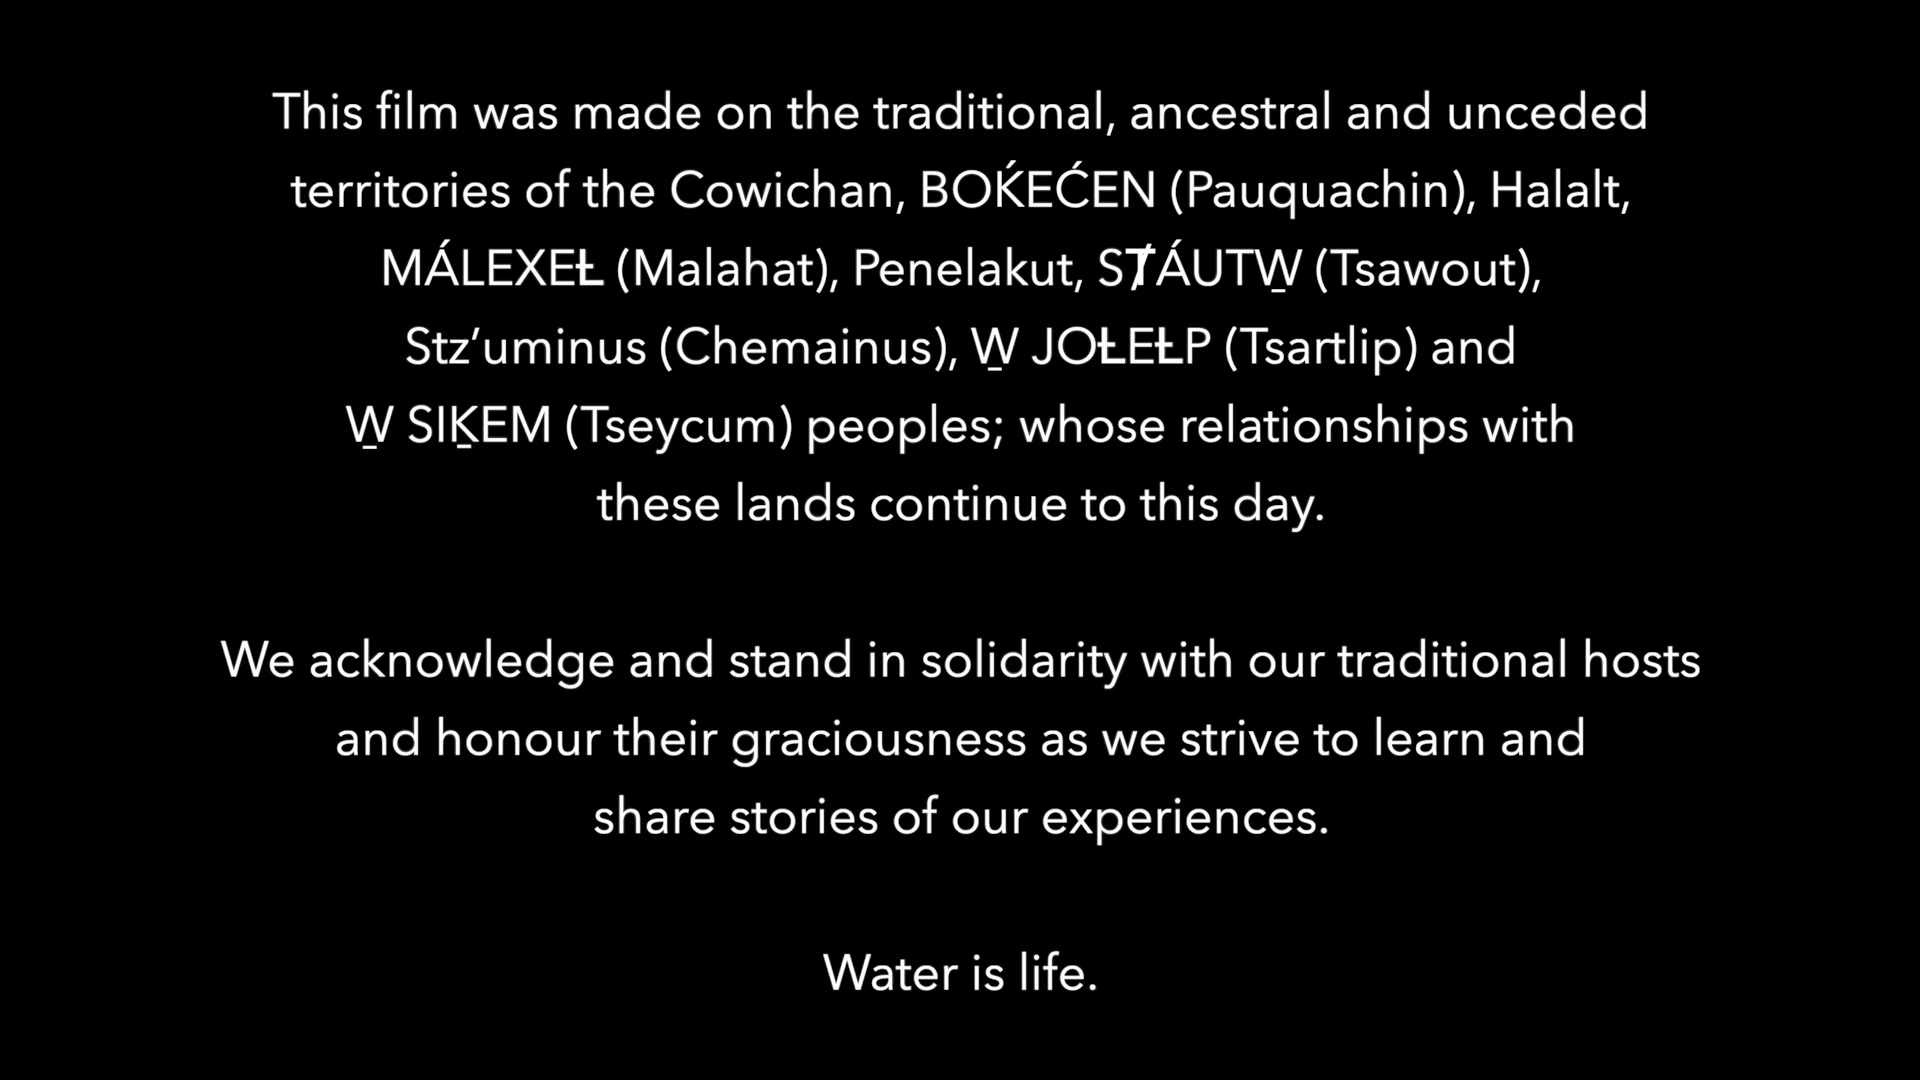 This film was made on the traditional, ancestral and unceded
territories of the Cowichan, BOḰEĆEN (Pauquachin), Halalt,
MÁLEXEȽ (Malahat), Penelakut, SȾÁUTW̱ (Tsawout),
Stz’uminus (Chemainus), W̱ JOȽEȽP (Tsartlip) and
W̱ SIḴEM (Tseycum) peoples; whose relationships with
these lands continue to this day.
We acknowledge and stand in solidarity with our traditional hosts
and honour their graciousness as we strive to learn and
share stories of our experiences.
Water is life.